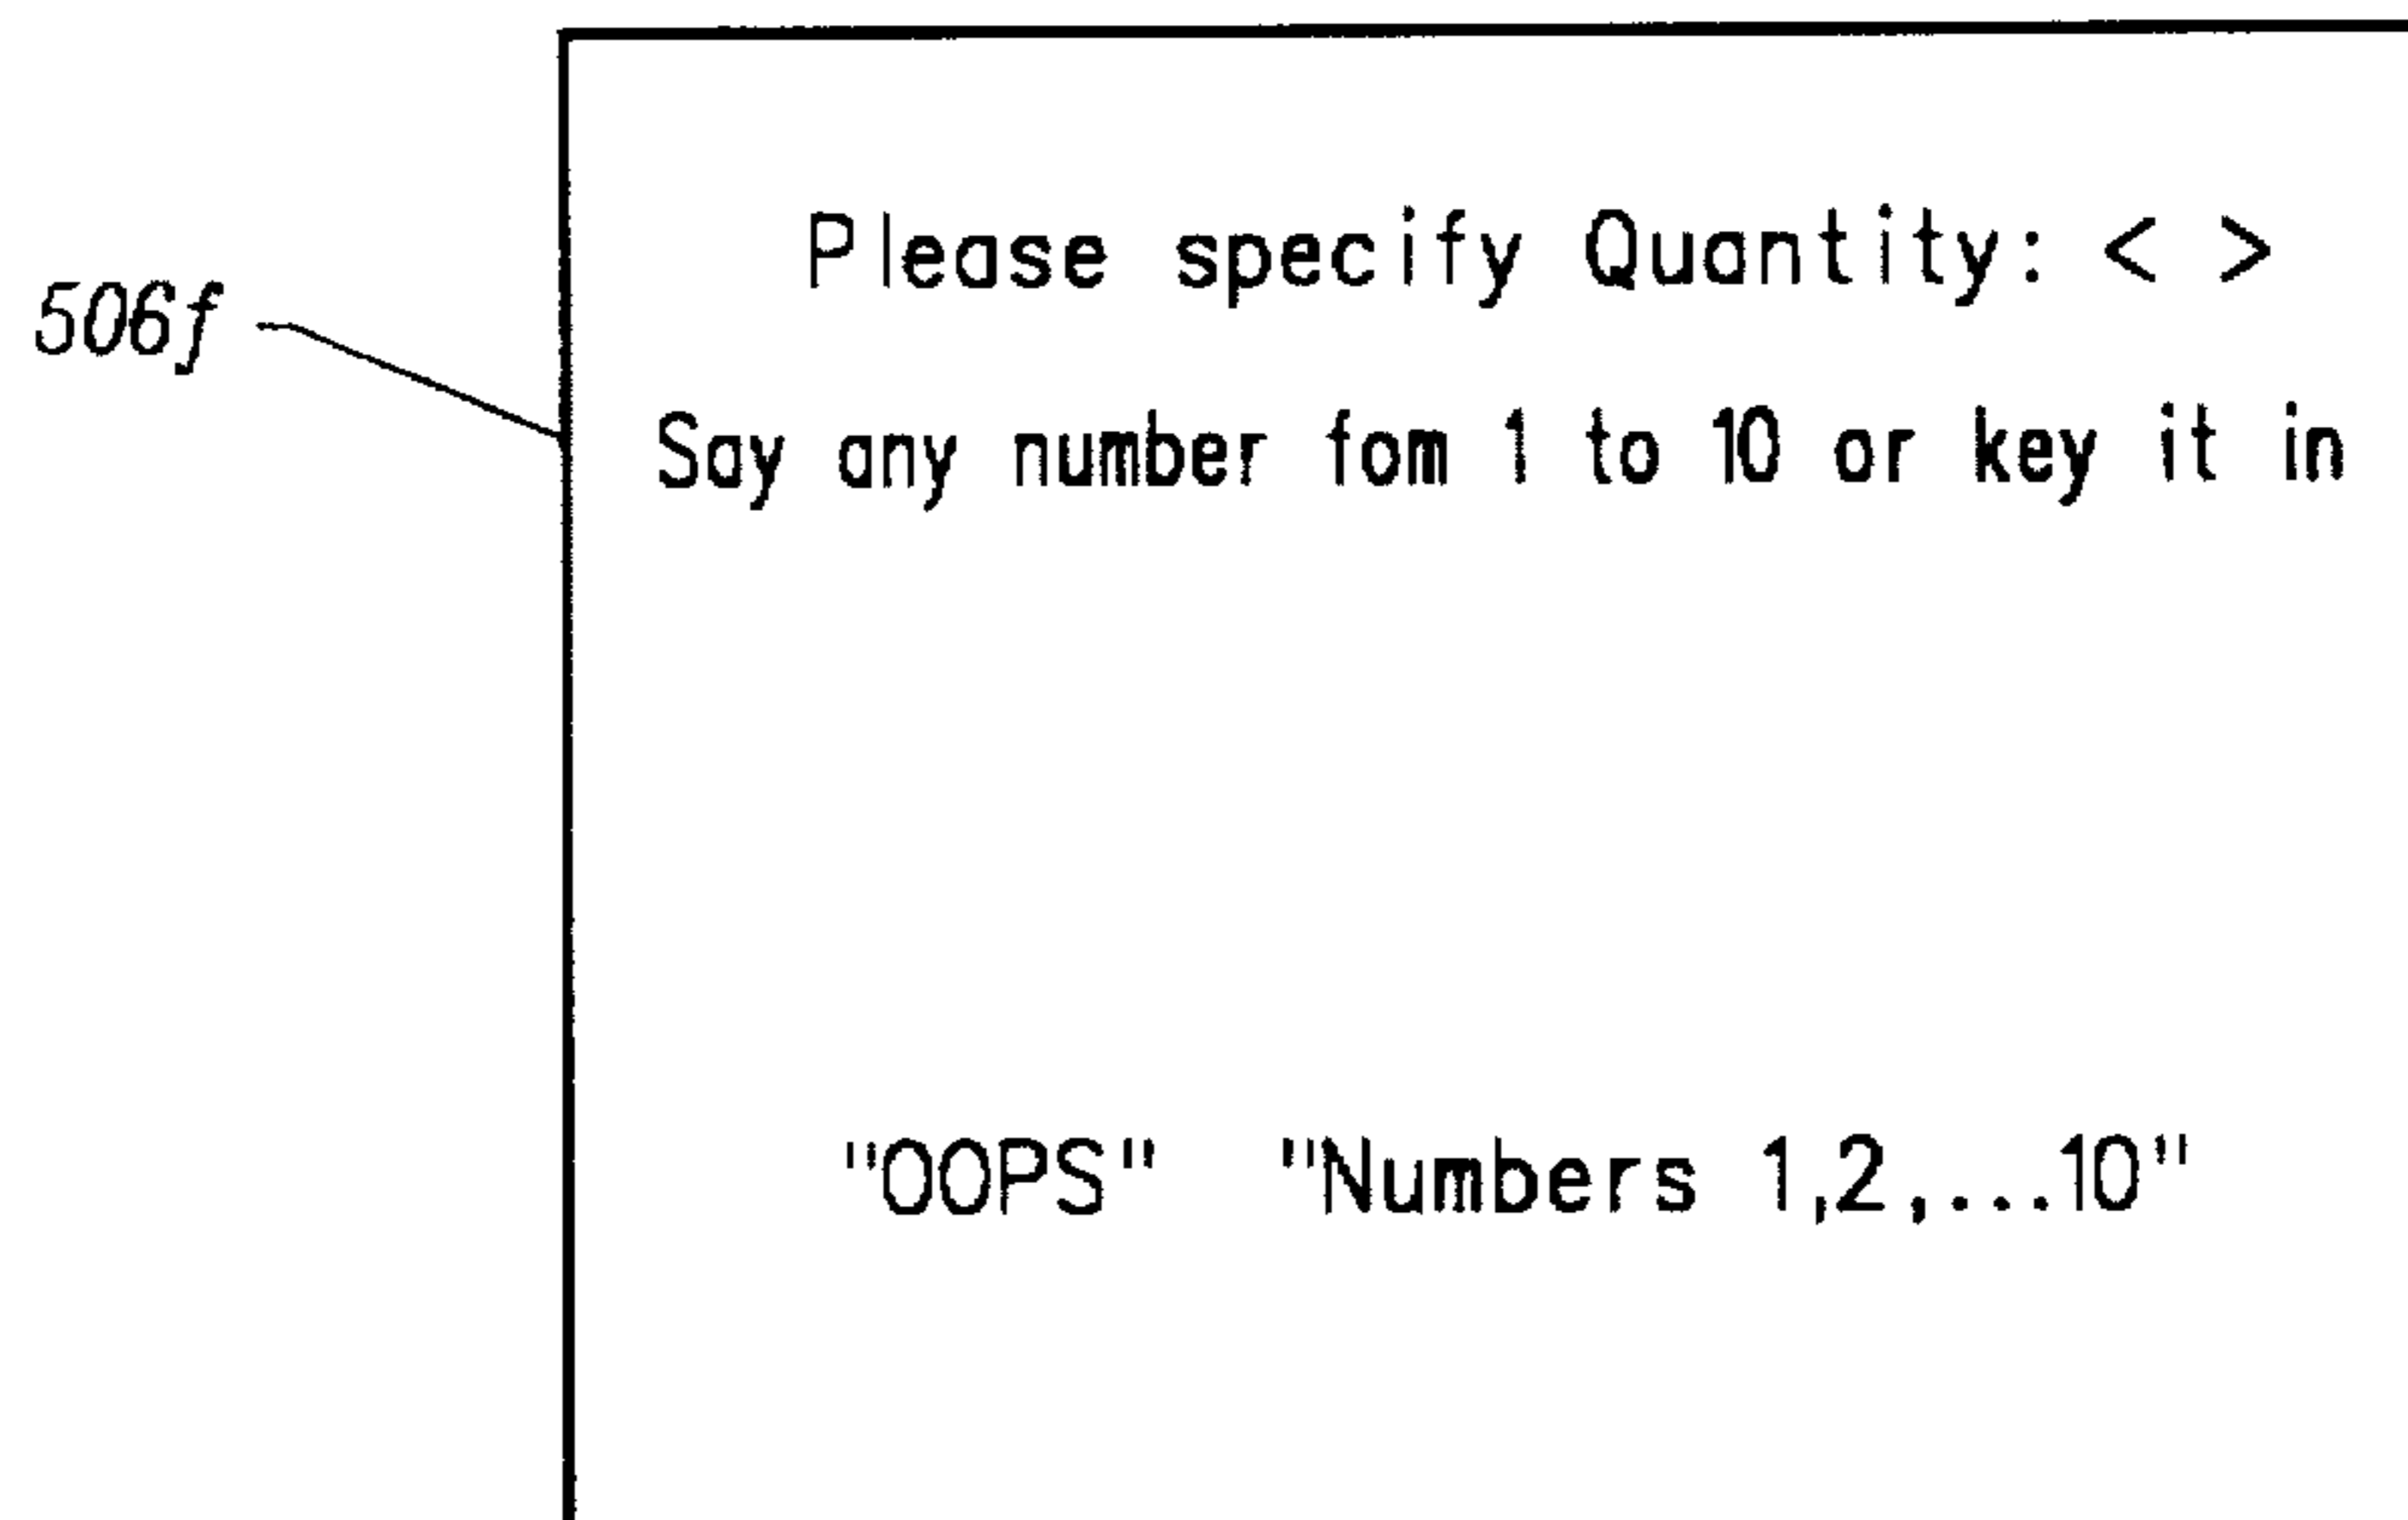 Please specify Quantity: < >
506f
Say any number fom 1 to 10 or key it in
"OOPS" "Numbers 1,2,...10"